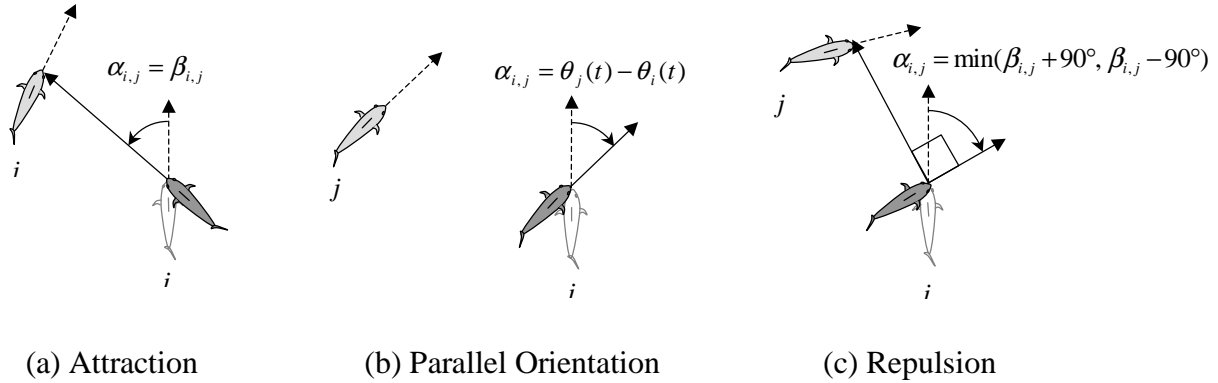 α_{i,j} = β_{i,j}
i
(a) Attraction
α_{i,j} = θ_j(t) − θ_i(t)
j
i
(b) Parallel Orientation
α_{i,j} = min(β_{i,j} + 90°, β_{i,j} − 90°)
j
(c) Repulsion